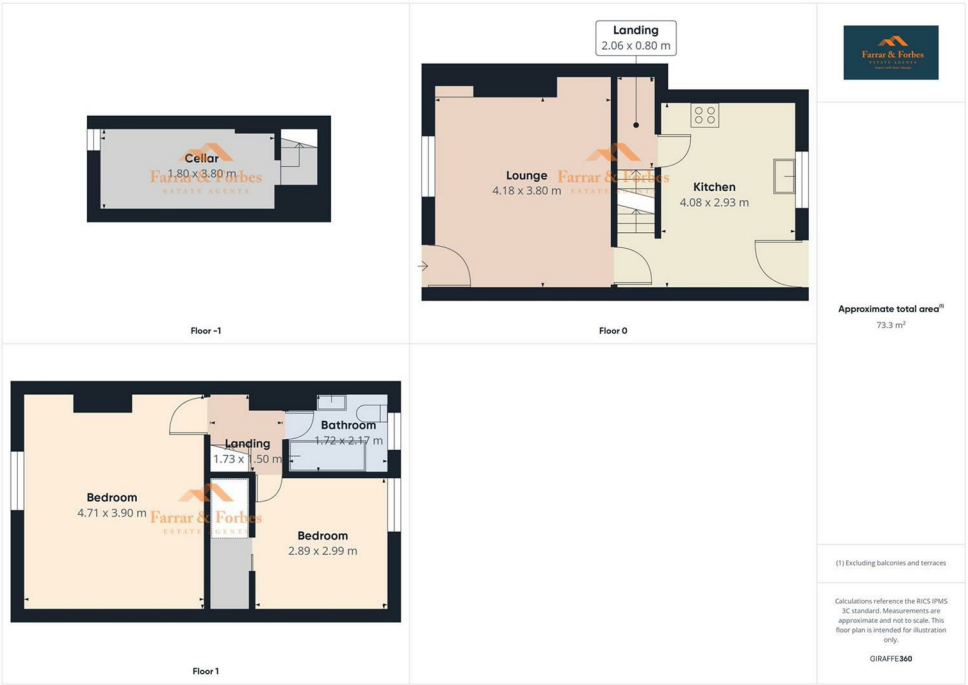 Landing
2.06 x 0.80 m
Farrar & Forbes
ESTATE AGENTS
Cellar
1.80 x 3.80 m
Farrar & Forbes
ESTATE AGENTS
Lounge
4.18 x 3.80 m
Farrar & Forbes
ESTATE AGENTS
Kitchen
4.08 x 2.93 m
Floor -1
Floor 0
Approximate total area(1)
73.3 m²
Landing
1.73 x 1.50 m
Bathroom
1.72 x 2.17 m
Bedroom
4.71 x 3.90 m
Farrar & Forbes
ESTATE AGENTS
Bedroom
2.89 x 2.99 m
Floor 1
(1) Excluding balconies and terraces
Calculations reference the RICS IPMS
3C standard. Measurements are
approximate and not to scale. This
floor plan is intended for illustration
only.
GIRAFFE360